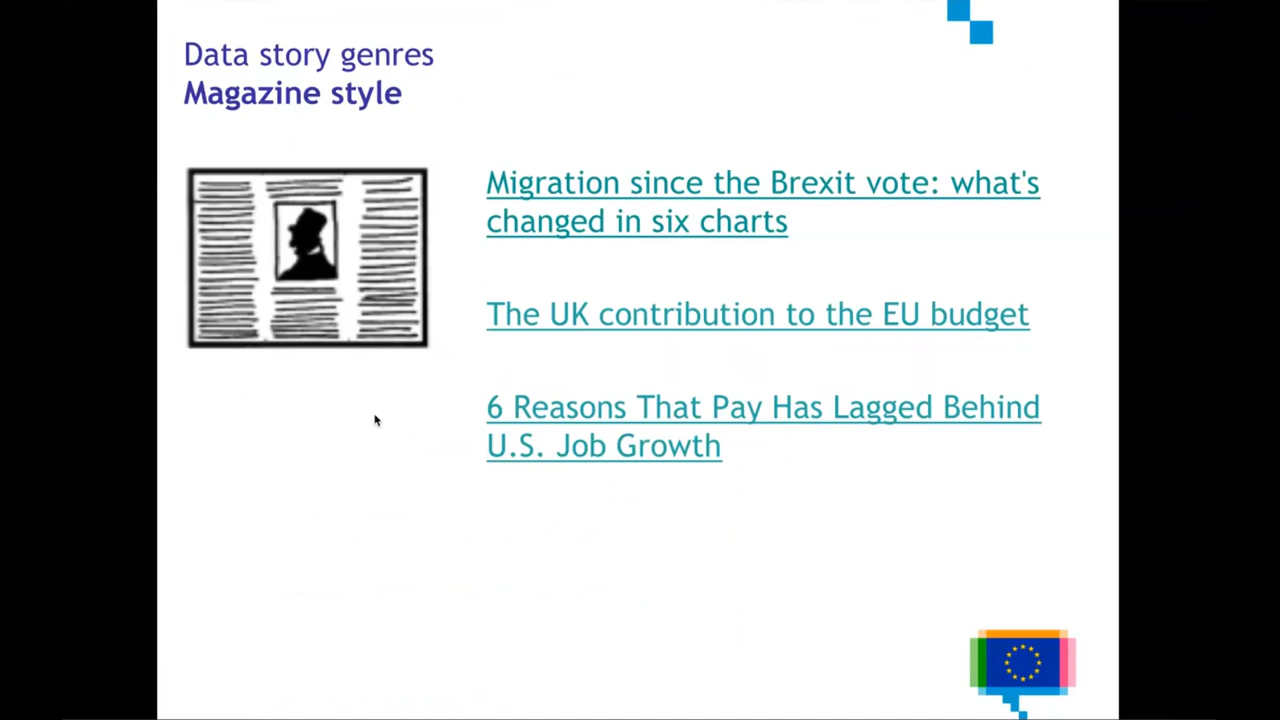 Data story genres
Magazine style
Migration since the Brexit vote: what's
changed in six charts
The UK contribution to the EU budget
6 Reasons That Pay Has Lagged Behind
U.S. Job Growth